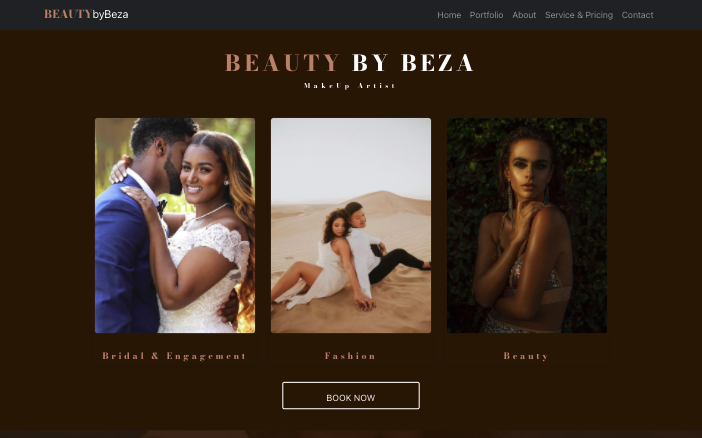 BEAUTYbyBeza
Home Portfolio About Service & Pricing Contact
BEAUTY BY BEZA
MakeUp Artist
Bridal & Engagement
Fashion
Beauty
BOOK NOW